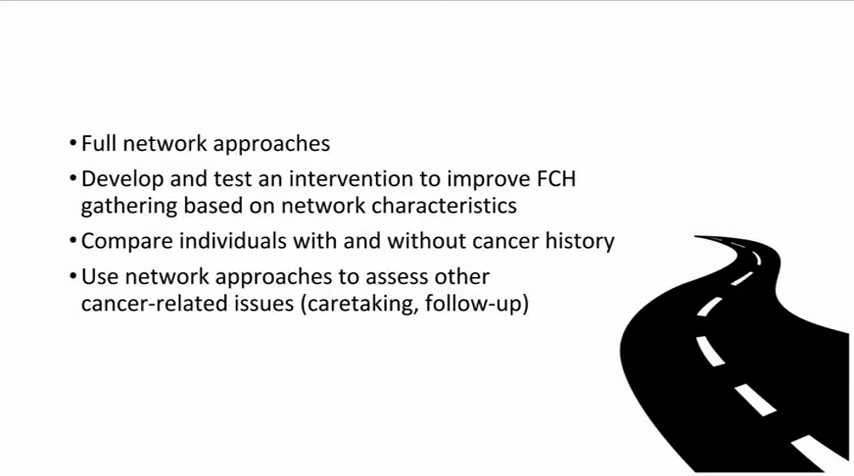 • Full network approaches
• Develop and test an intervention to improve FCH
gathering based on network characteristics
• Compare individuals with and without cancer history
• Use network approaches to assess other
cancer-related issues (caretaking, follow-up)